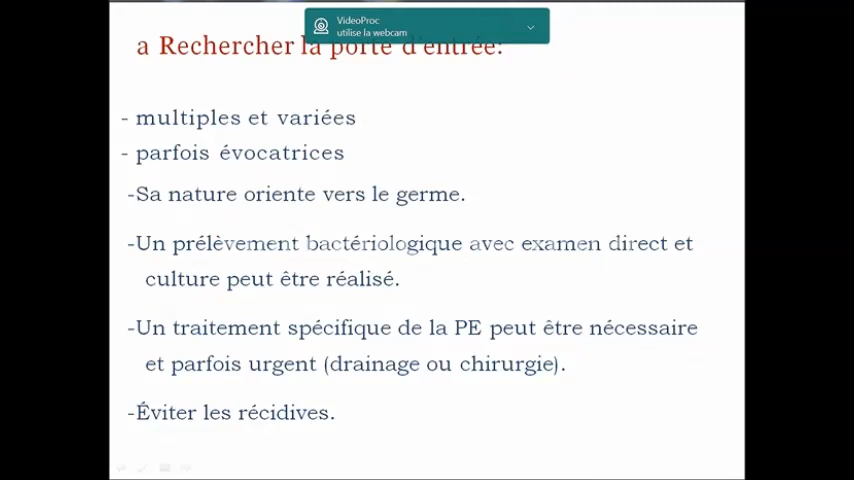 VideoProc
utilise la webcam
a Rechercher la porte d'entrée:
- multiples et variées
- parfois évocatrices
-Sa nature oriente vers le germe.
-Un prélèvement bactériologique avec examen direct et
culture peut être réalisé.
-Un traitement spécifique de la PE peut être nécessaire
et parfois urgent (drainage ou chirurgie).
-Éviter les récidives.